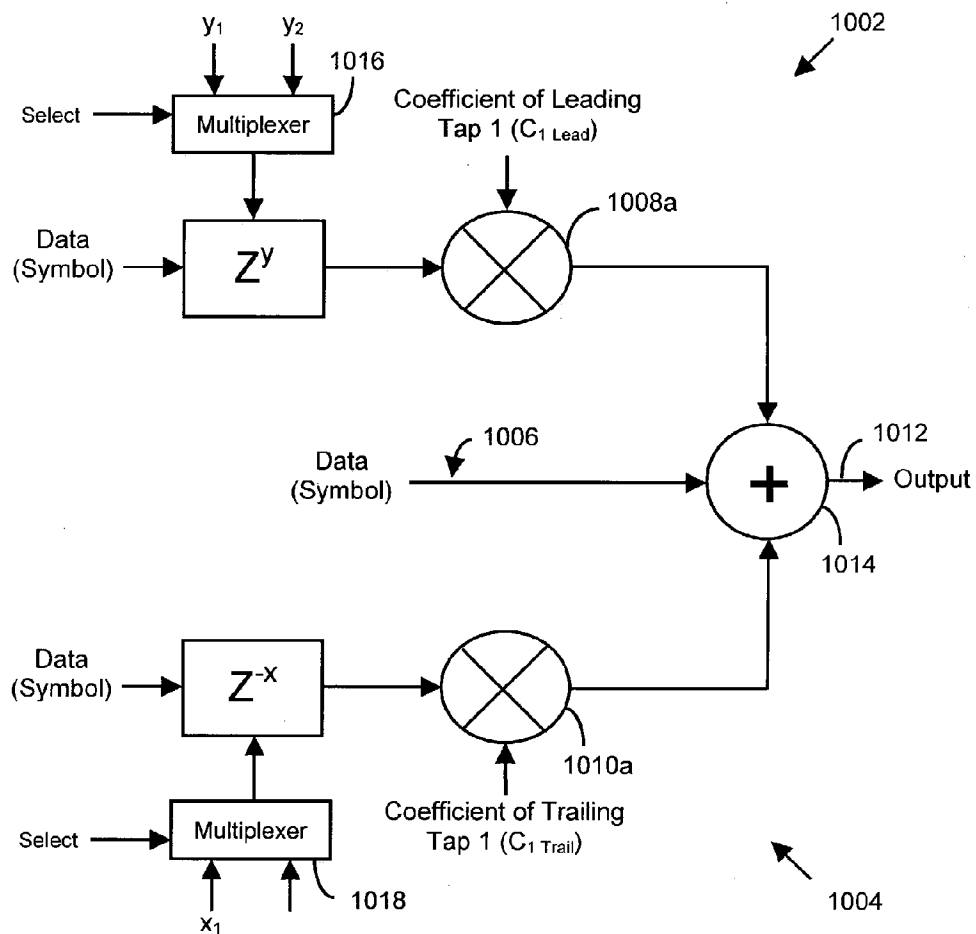 y₁ y₂
1002
1016
Select
Multiplexer
Coefficient of Leading
Tap 1 (C₁ Lead)
1008a
Data
(Symbol)
Zʸ
1006
Data
(Symbol)
+
1012
Output
1014
Data
(Symbol)
Z⁻ˣ
1010a
Coefficient of Trailing
Tap 1 (C₁ Trail)
Select
Multiplexer
1018
x₁
1004